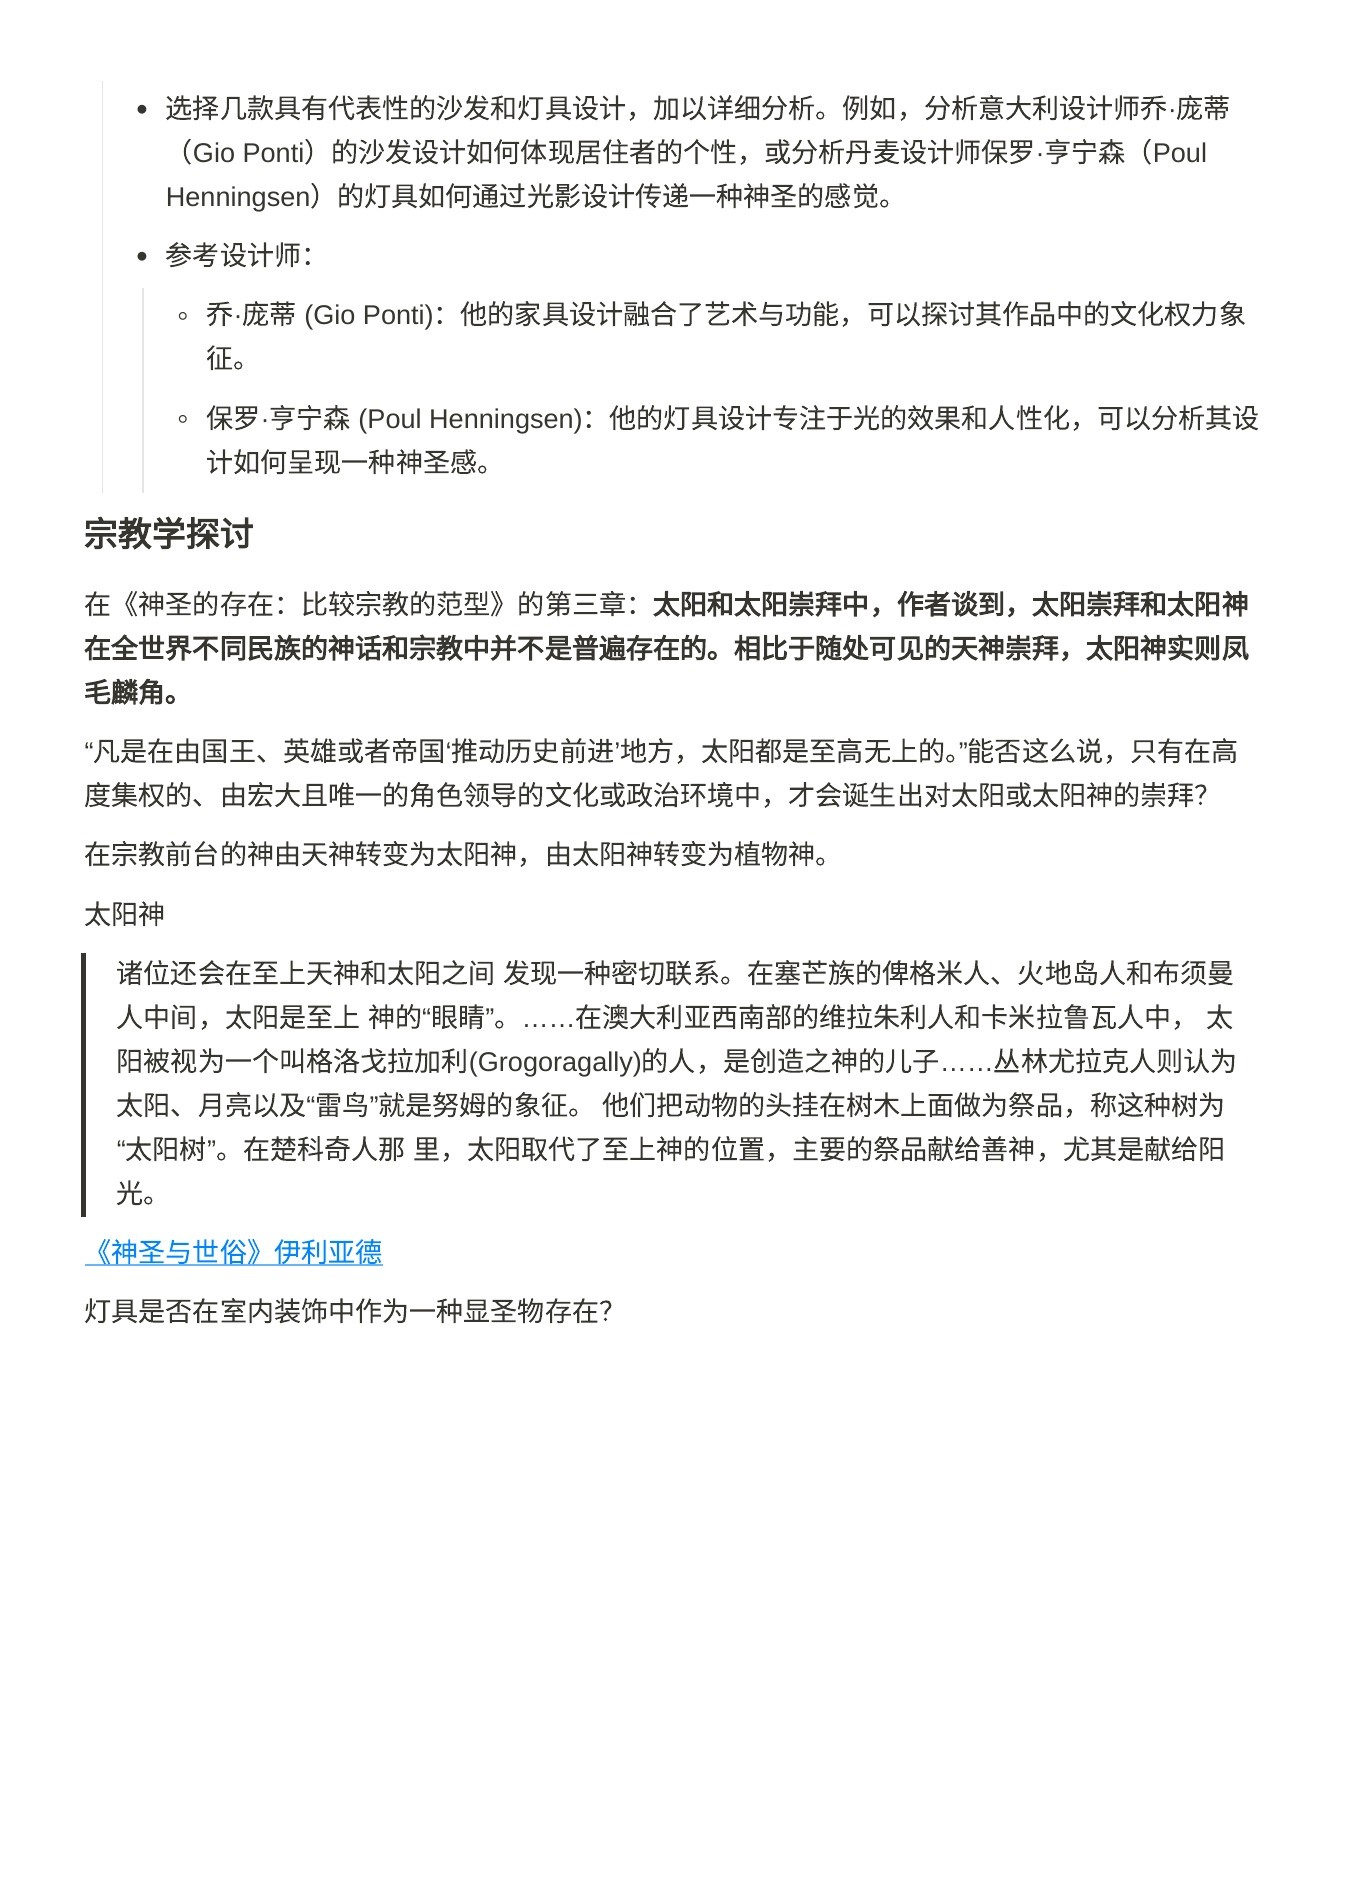 选择几款具有代表性的沙发和灯具设计，加以详细分析。例如，分析意大利设计师乔·庞蒂
（Gio Ponti）的沙发设计如何体现居住者的个性，或分析丹麦设计师保罗·亨宁森（Poul
Henningsen）的灯具如何通过光影设计传递一种神圣的感觉。
参考设计师：
乔·庞蒂 (Gio Ponti)：他的家具设计融合了艺术与功能，可以探讨其作品中的文化权力象
征。
保罗·亨宁森 (Poul Henningsen)：他的灯具设计专注于光的效果和人性化，可以分析其设
计如何呈现一种神圣感。
宗教学探讨
在《神圣的存在：比较宗教的范型》的第三章：太阳和太阳崇拜中，作者谈到，太阳崇拜和太阳神
在全世界不同民族的神话和宗教中并不是普遍存在的。相比于随处可见的天神崇拜，太阳神实则凤
毛麟角。
“凡是在由国王、英雄或者帝国‘推动历史前进’地方，太阳都是至高无上的。”能否这么说，只有在高
度集权的、由宏大且唯一的角色领导的文化或政治环境中，才会诞生出对太阳或太阳神的崇拜？
在宗教前台的神由天神转变为太阳神，由太阳神转变为植物神。
太阳神
诸位还会在至上天神和太阳之间 发现一种密切联系。在塞芒族的俾格米人、火地岛人和布须曼
人中间，太阳是至上 神的“眼睛”。……在澳大利亚西南部的维拉朱利人和卡米拉鲁瓦人中， 太
阳被视为一个叫格洛戈拉加利(Grogoragally)的人，是创造之神的儿子……丛林尤拉克人则认为
太阳、月亮以及“雷鸟”就是努姆的象征。 他们把动物的头挂在树木上面做为祭品，称这种树为
“太阳树”。在楚科奇人那 里，太阳取代了至上神的位置，主要的祭品献给善神，尤其是献给阳
光。
《神圣与世俗》伊利亚德
灯具是否在室内装饰中作为一种显圣物存在？